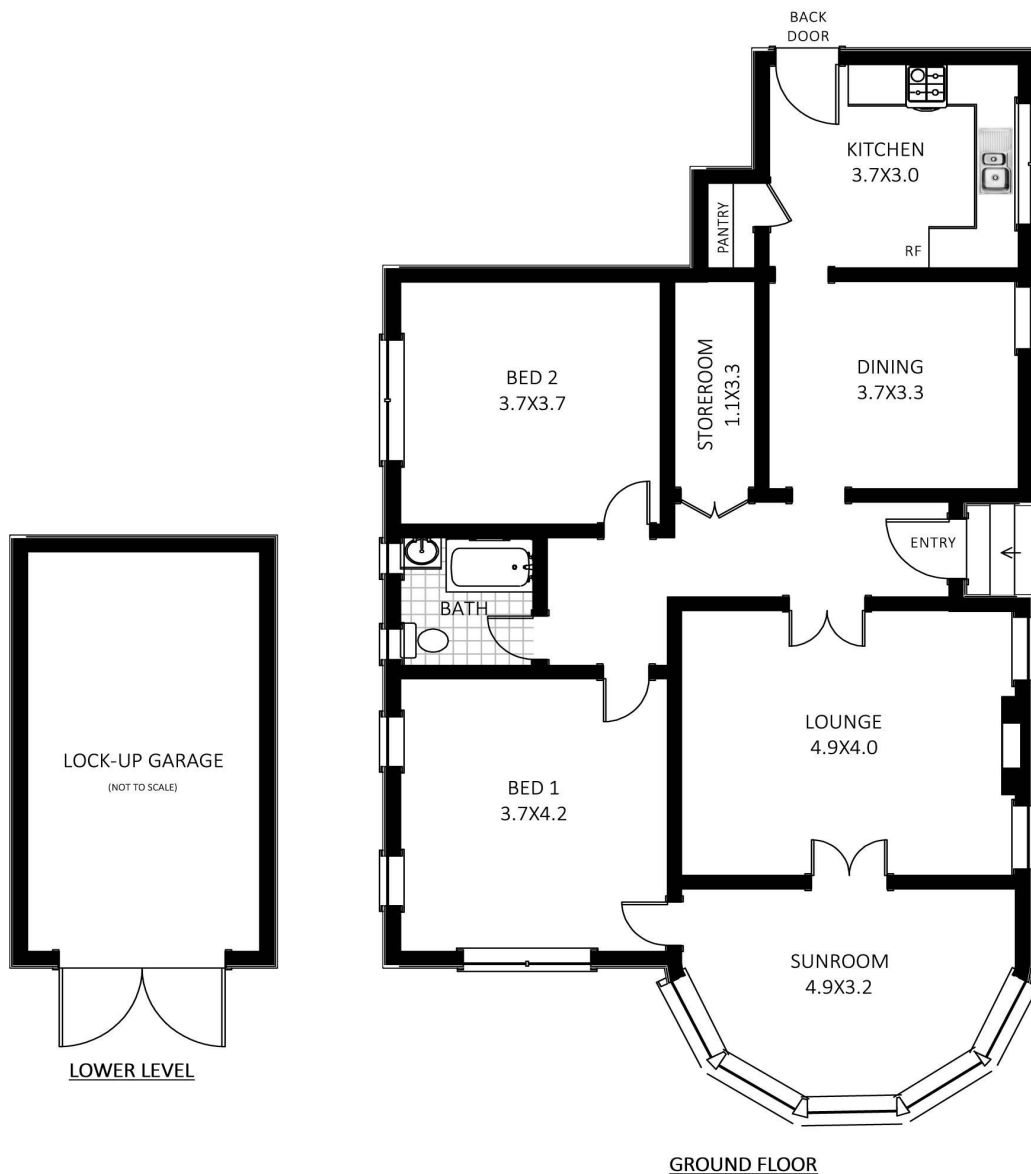 BACK
DOOR
KITCHEN
3.7X3.0
PANTRY
RF
BED 2
3.7X3.7
STOREROOM
1.1X3.3
DINING
3.7X3.3
ENTRY
BATH
LOCK-UP GARAGE
(NOT TO SCALE)
LOUNGE
4.9X4.0
BED 1
3.7X4.2
SUNROOM
4.9X3.2
LOWER LEVEL
GROUND FLOOR